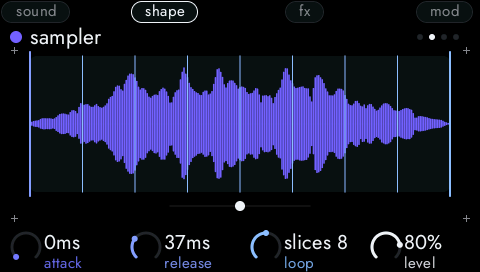 sound shape fx mod
sampler
0ms 37ms slices 8 80%
attack release loop level